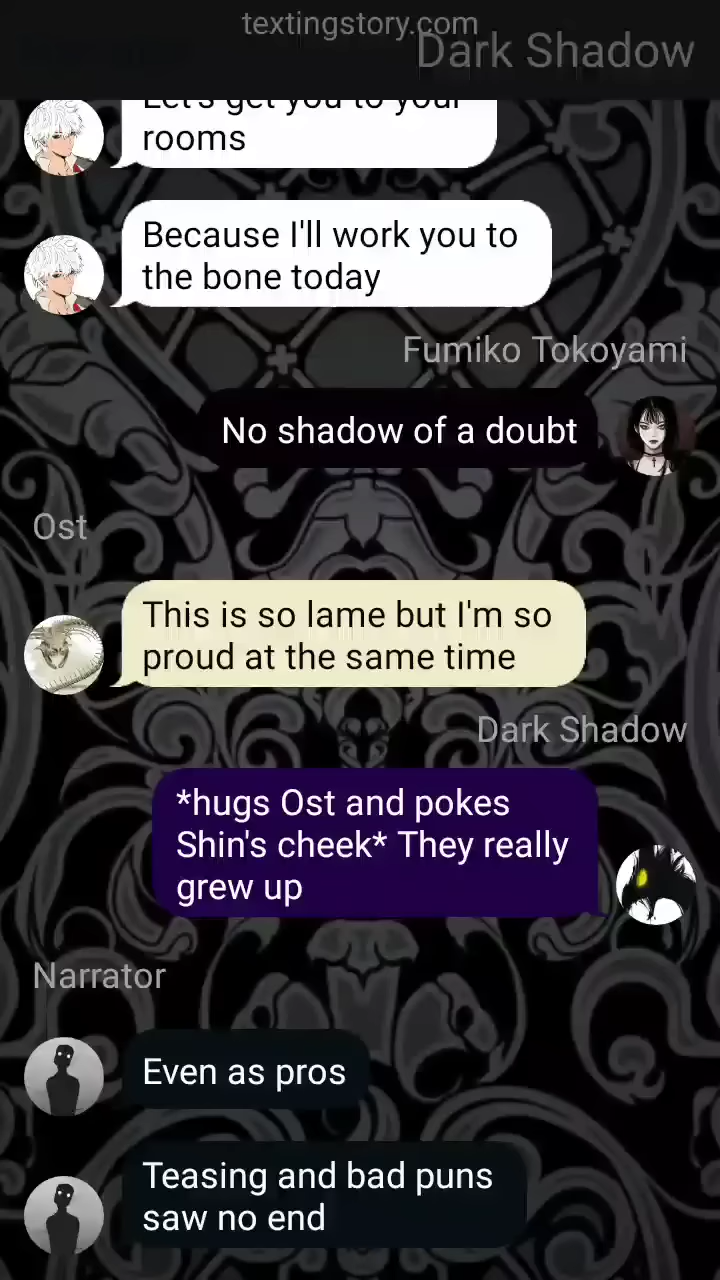 textingstory.com
Dark Shadow
Let's get you to your
rooms
Because I'll work you to
the bone today
Fumiko Tokoyami
No shadow of a doubt
Ost
This is so lame but I'm so
proud at the same time
Dark Shadow
*hugs Ost and pokes
Shin's cheek* They really
grew up
Narrator
Even as pros
Teasing and bad puns
saw no end